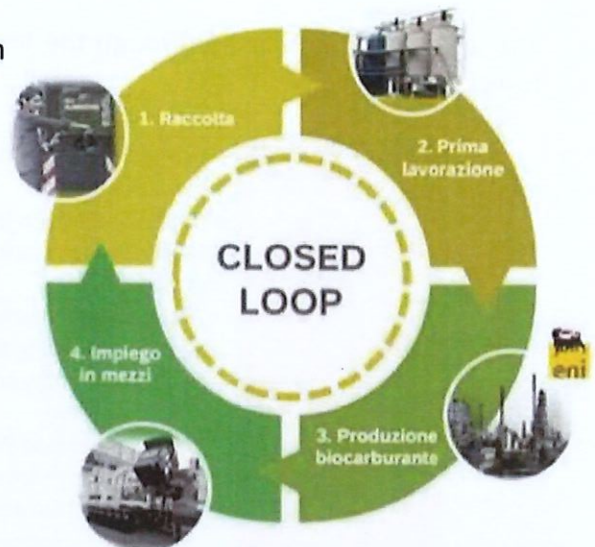 1. Raccolta
2. Prima
lavorazione
CLOSED
LOOP
4. Impiego
in mezzi
3. Produzione
biocarburante
eni